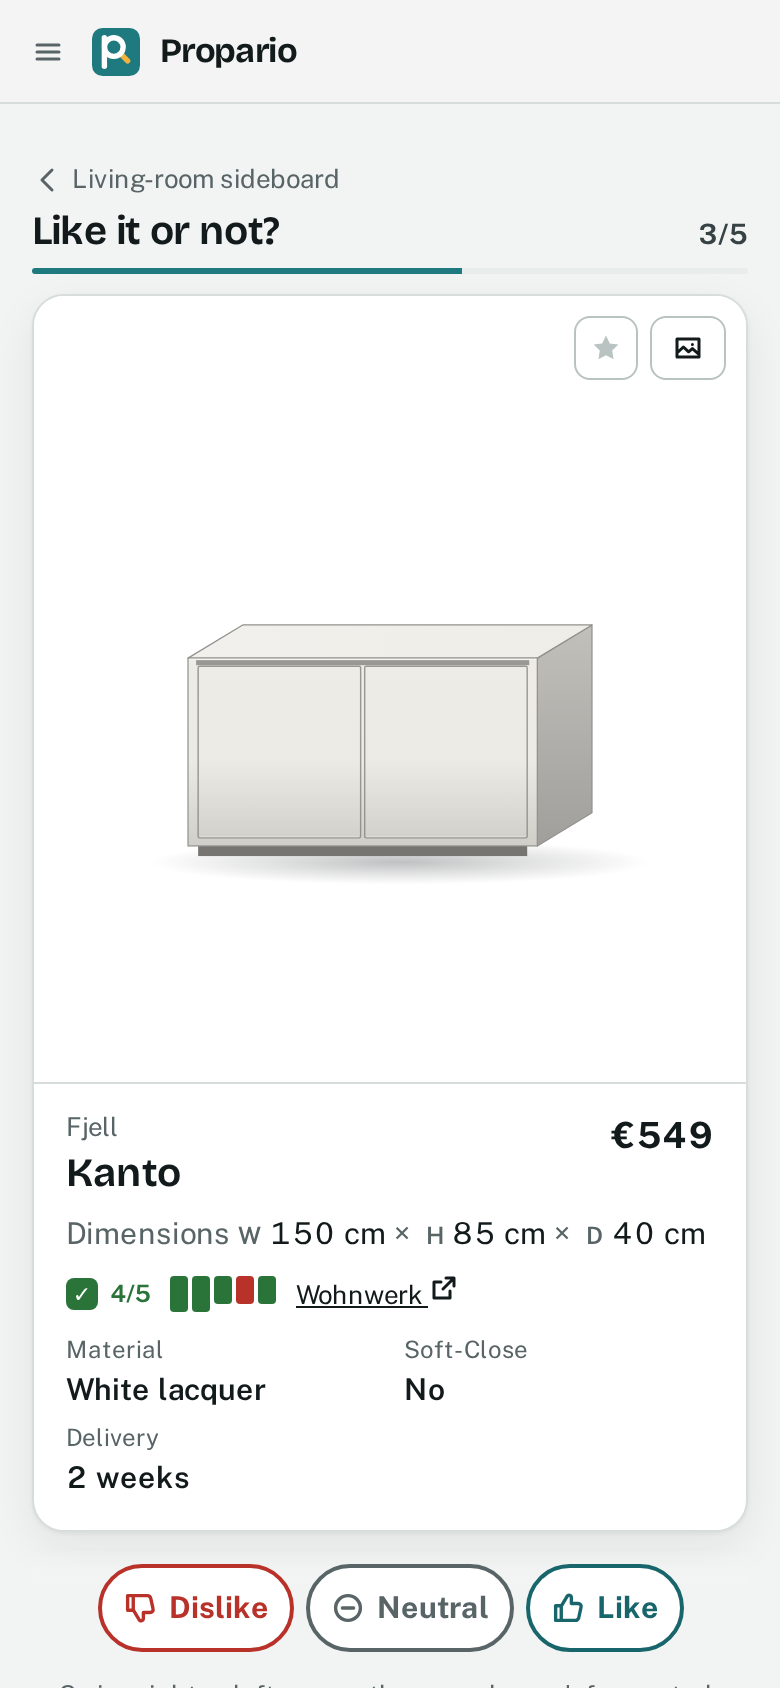 Propario
Living-room sideboard
Like it or not?
3/5
Fjell
€549
Kanto
Dimensions W 150 cm × H 85 cm × D 40 cm
✓ 4/5 Wohnwerk
Material Soft-Close
White lacquer No
Delivery
2 weeks
Dislike Neutral Like